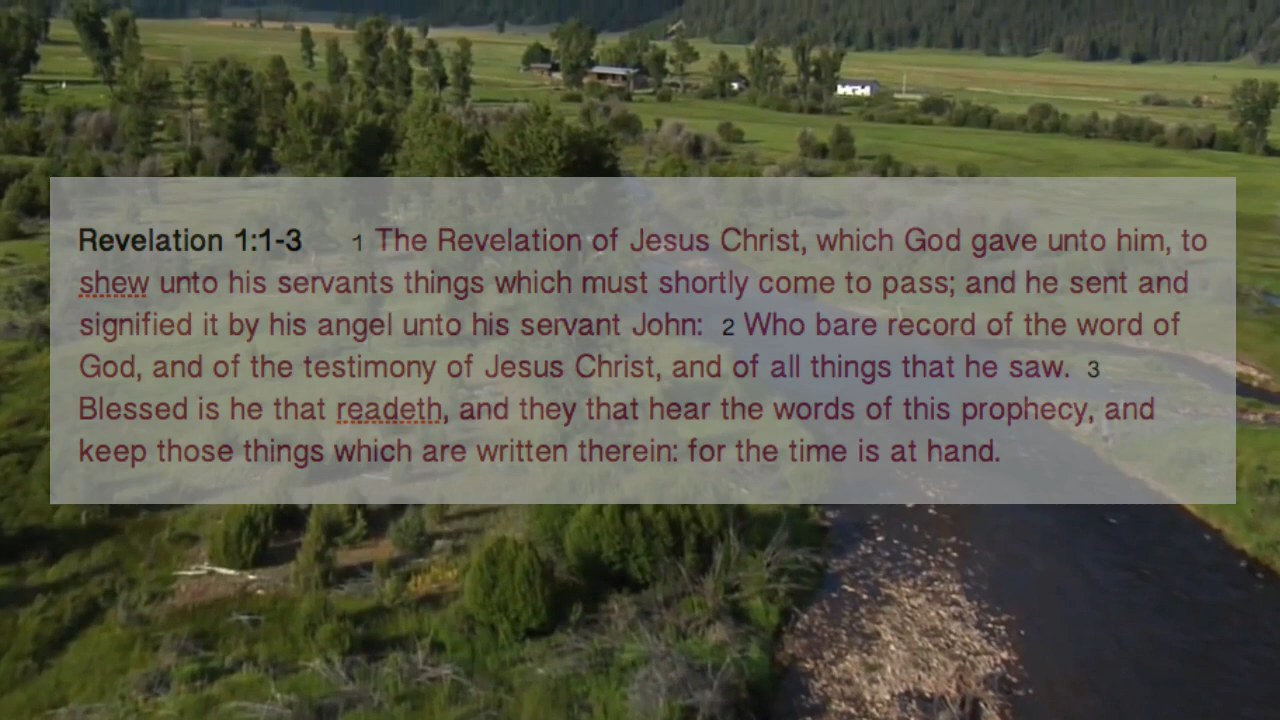 Revelation 1:1-3 1 The Revelation of Jesus Christ, which God gave unto him, to
shew unto his servants things which must shortly come to pass; and he sent and
signified it by his angel unto his servant John: 2 Who bare record of the word of
God, and of the testimony of Jesus Christ, and of all things that he saw. 3
Blessed is he that readeth, and they that hear the words of this prophecy, and
keep those things which are written therein: for the time is at hand.